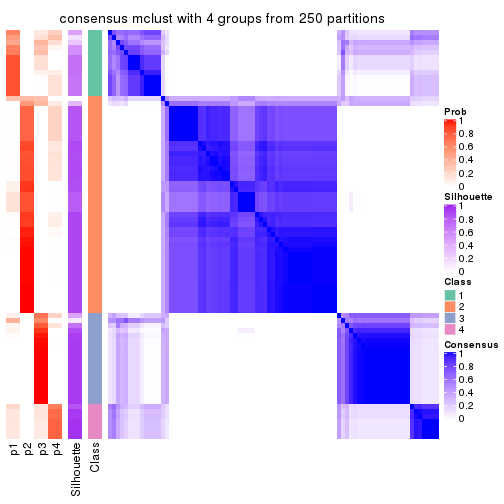 consensus mclust with 4 groups from 250 partitions
Prob
1
0.8
0.6
0.4
0.2
0
Silhouette
1
0.8
0.6
0.4
0.2
0
Class
1
2
3
4
Consensus
1
0.8
0.6
0.4
0.2
0
p1
p2
p3
p4
Silhouette
Class